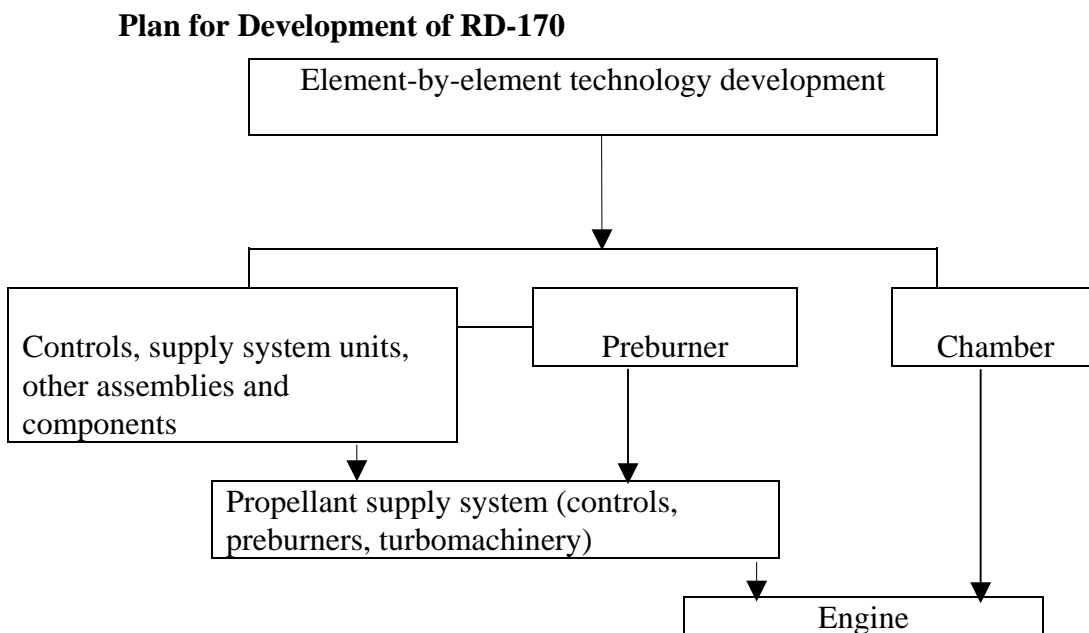 Plan for Development of RD-170
Element-by-element technology development
Controls, supply system units,
other assemblies and
components
Preburner
Chamber
Propellant supply system (controls,
preburners, turbomachinery)
Engine